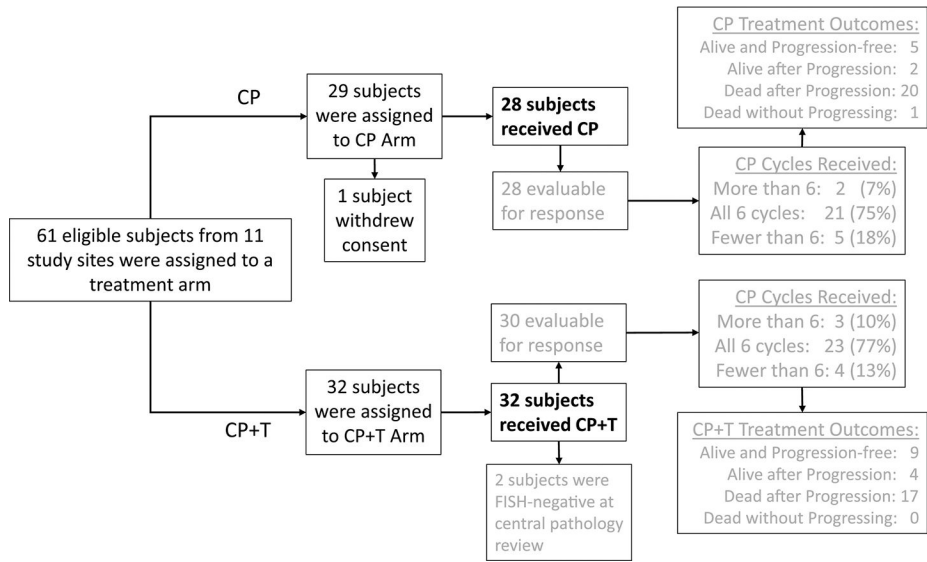 61 eligible subjects from 11
study sites were assigned to a
treatment arm
CP
29 subjects
were assigned
to CP Arm
1 subject
withdrew
consent
28 subjects
received CP
28 evaluable
for response
CP Cycles Received:
More than 6: 2 (7%)
All 6 cycles: 21 (75%)
Fewer than 6: 5 (18%)
CP Treatment Outcomes:
Alive and Progression-free: 5
Alive after Progression: 2
Dead after Progression: 20
Dead without Progressing: 1
CP+T
32 subjects
were assigned
to CP+T Arm
32 subjects
received CP+T
30 evaluable
for response
2 subjects were
FISH-negative at
central pathology
review
CP Cycles Received:
More than 6: 3 (10%)
All 6 cycles: 23 (77%)
Fewer than 6: 4 (13%)
CP+T Treatment Outcomes:
Alive and Progression-free: 9
Alive after Progression: 4
Dead after Progression: 17
Dead without Progressing: 0